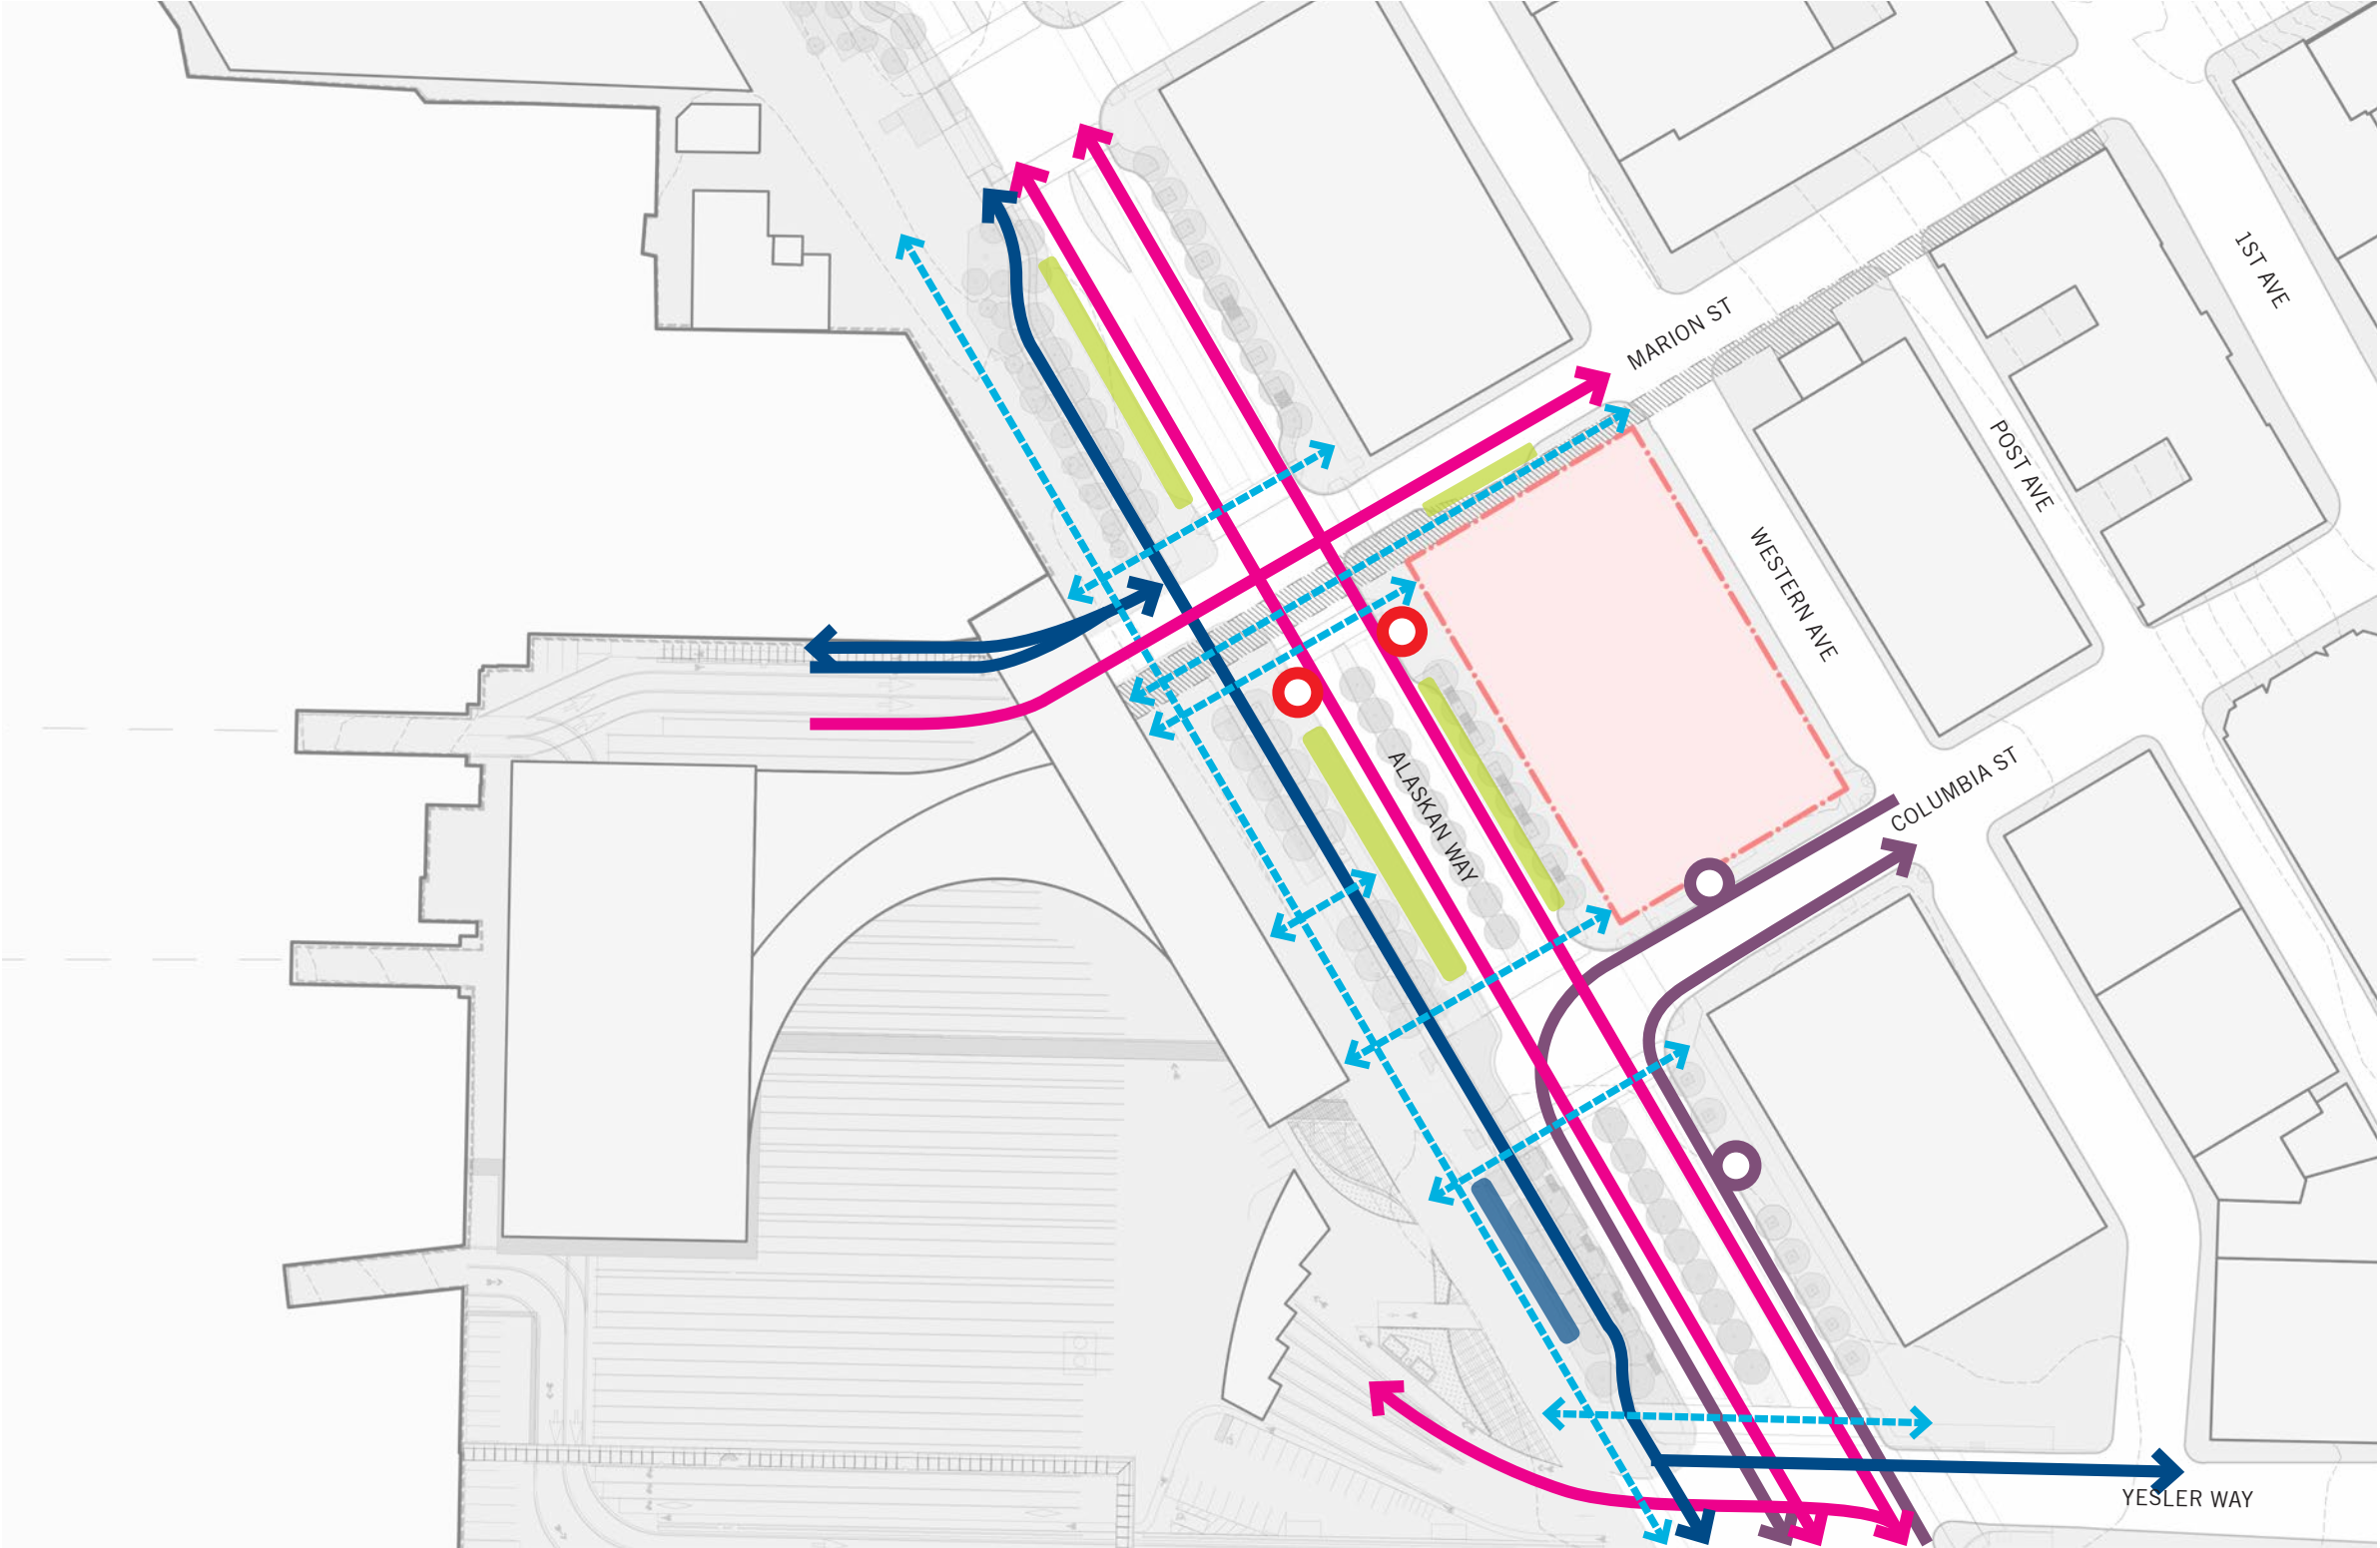 1ST AVE
MARION ST
POST AVE
WESTERN AVE
COLUMBIA ST
ALASKAN WAY
YESLER WAY